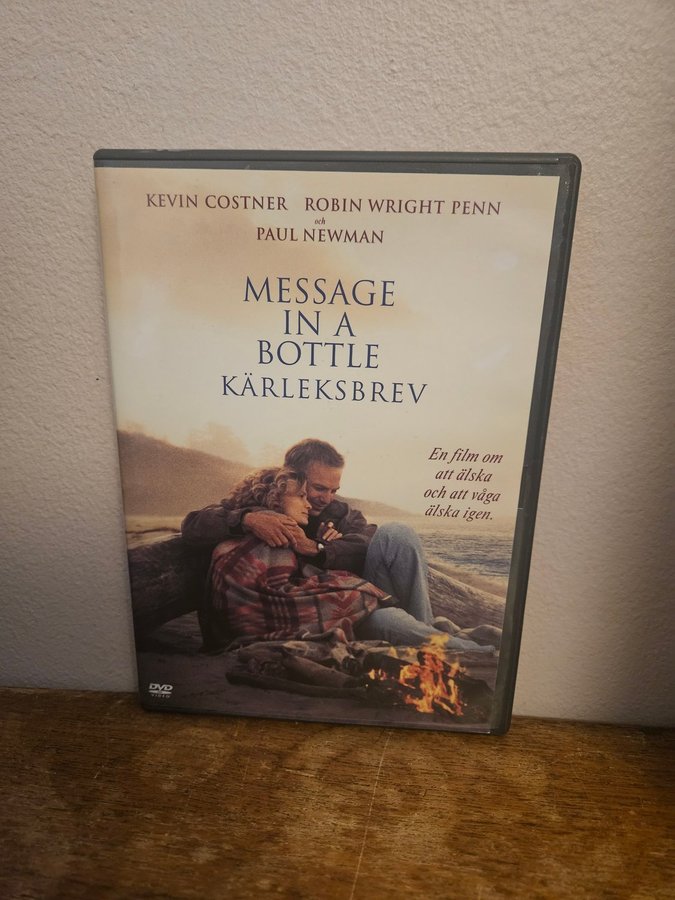 KEVIN COSTNER ROBIN WRIGHT PENN
och
PAUL NEWMAN
MESSAGE
IN A
BOTTLE
KÄRLEKSBREV
En film om
att älska
och att våga
älska igen.
DVD
VIDEO